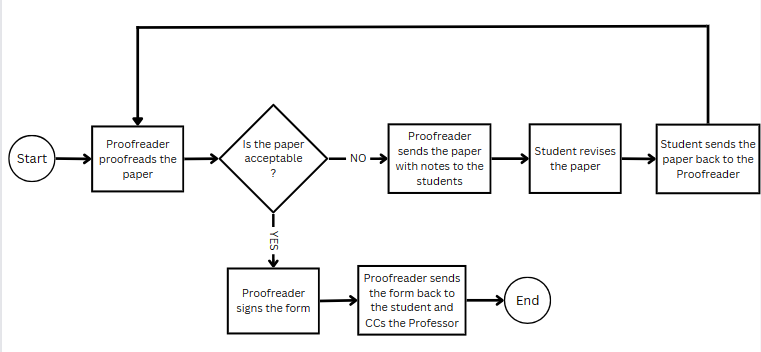 Start
Proofreader
proofreads the
paper
Is the paper
acceptable
?
NO
Proofreader
sends the paper
with notes to the
students
Student revises
the paper
Student sends the
paper back to the
Proofreader
YES
Proofreader
signs the form
Proofreader sends
the form back to
the student and
CCs the Professor
End